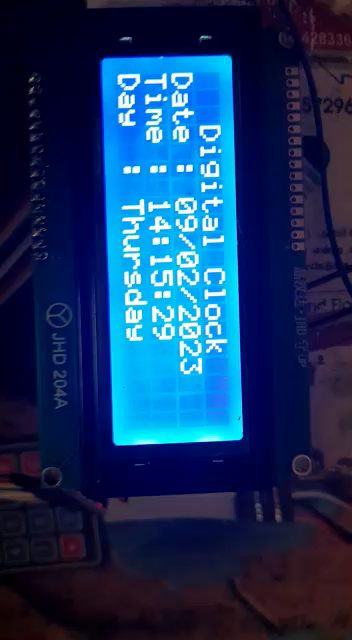 Digital Clock
Date : 09/02/2023
Time : 14:15:29
Day : Thursday
JHD 204A